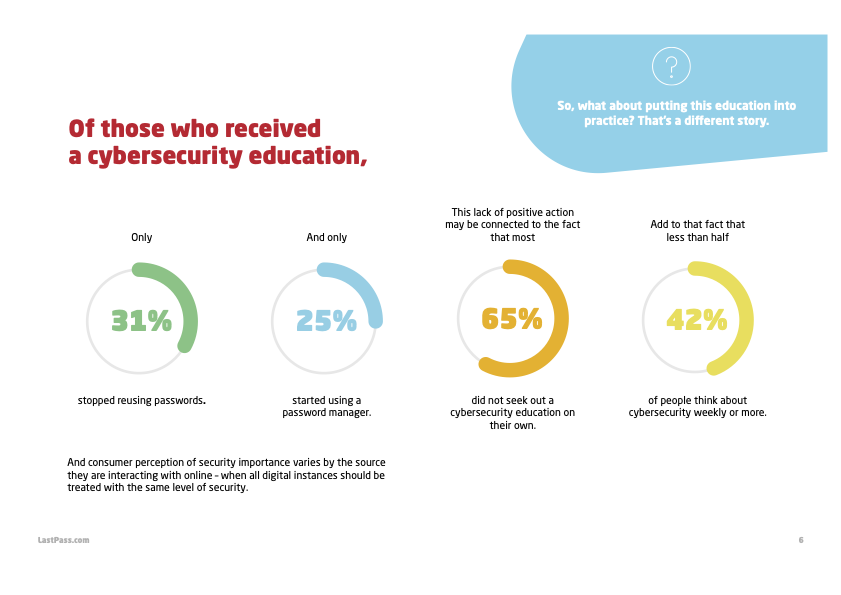 So, what about putting this education into
practice? That's a different story.
Of those who received
a cybersecurity education,
Only
31%
stopped reusing passwords.
And only
25%
started using a
password manager.
This lack of positive action
may be connected to the fact
that most
65%
did not seek out a
cybersecurity education on
their own.
Add to that fact that
less than half
42%
of people think about
cybersecurity weekly or more.
And consumer perception of security importance varies by the source
they are interacting with online – when all digital instances should be
treated with the same level of security.
LastPass.com
6